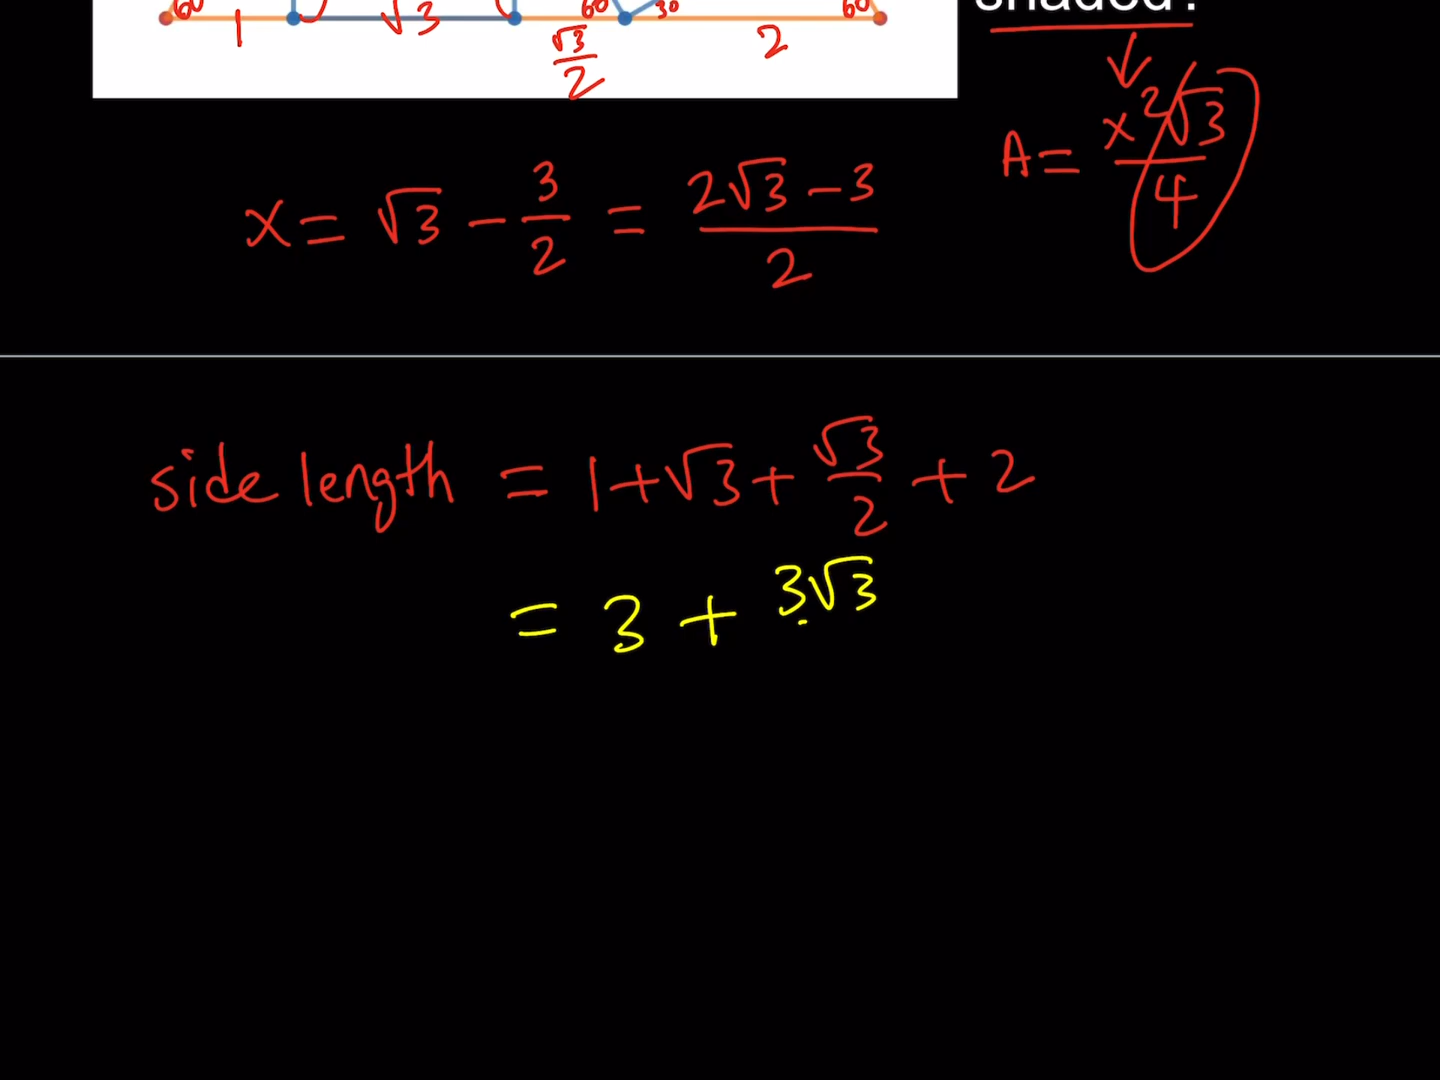 shaded?
60 60 30 60
1 √3 √3/2 2
A = x²√3/4
x = √3 - 3/2 = (2√3 - 3)/2
side length = 1 + √3 + √3/2 + 2
= 3 + 3√3